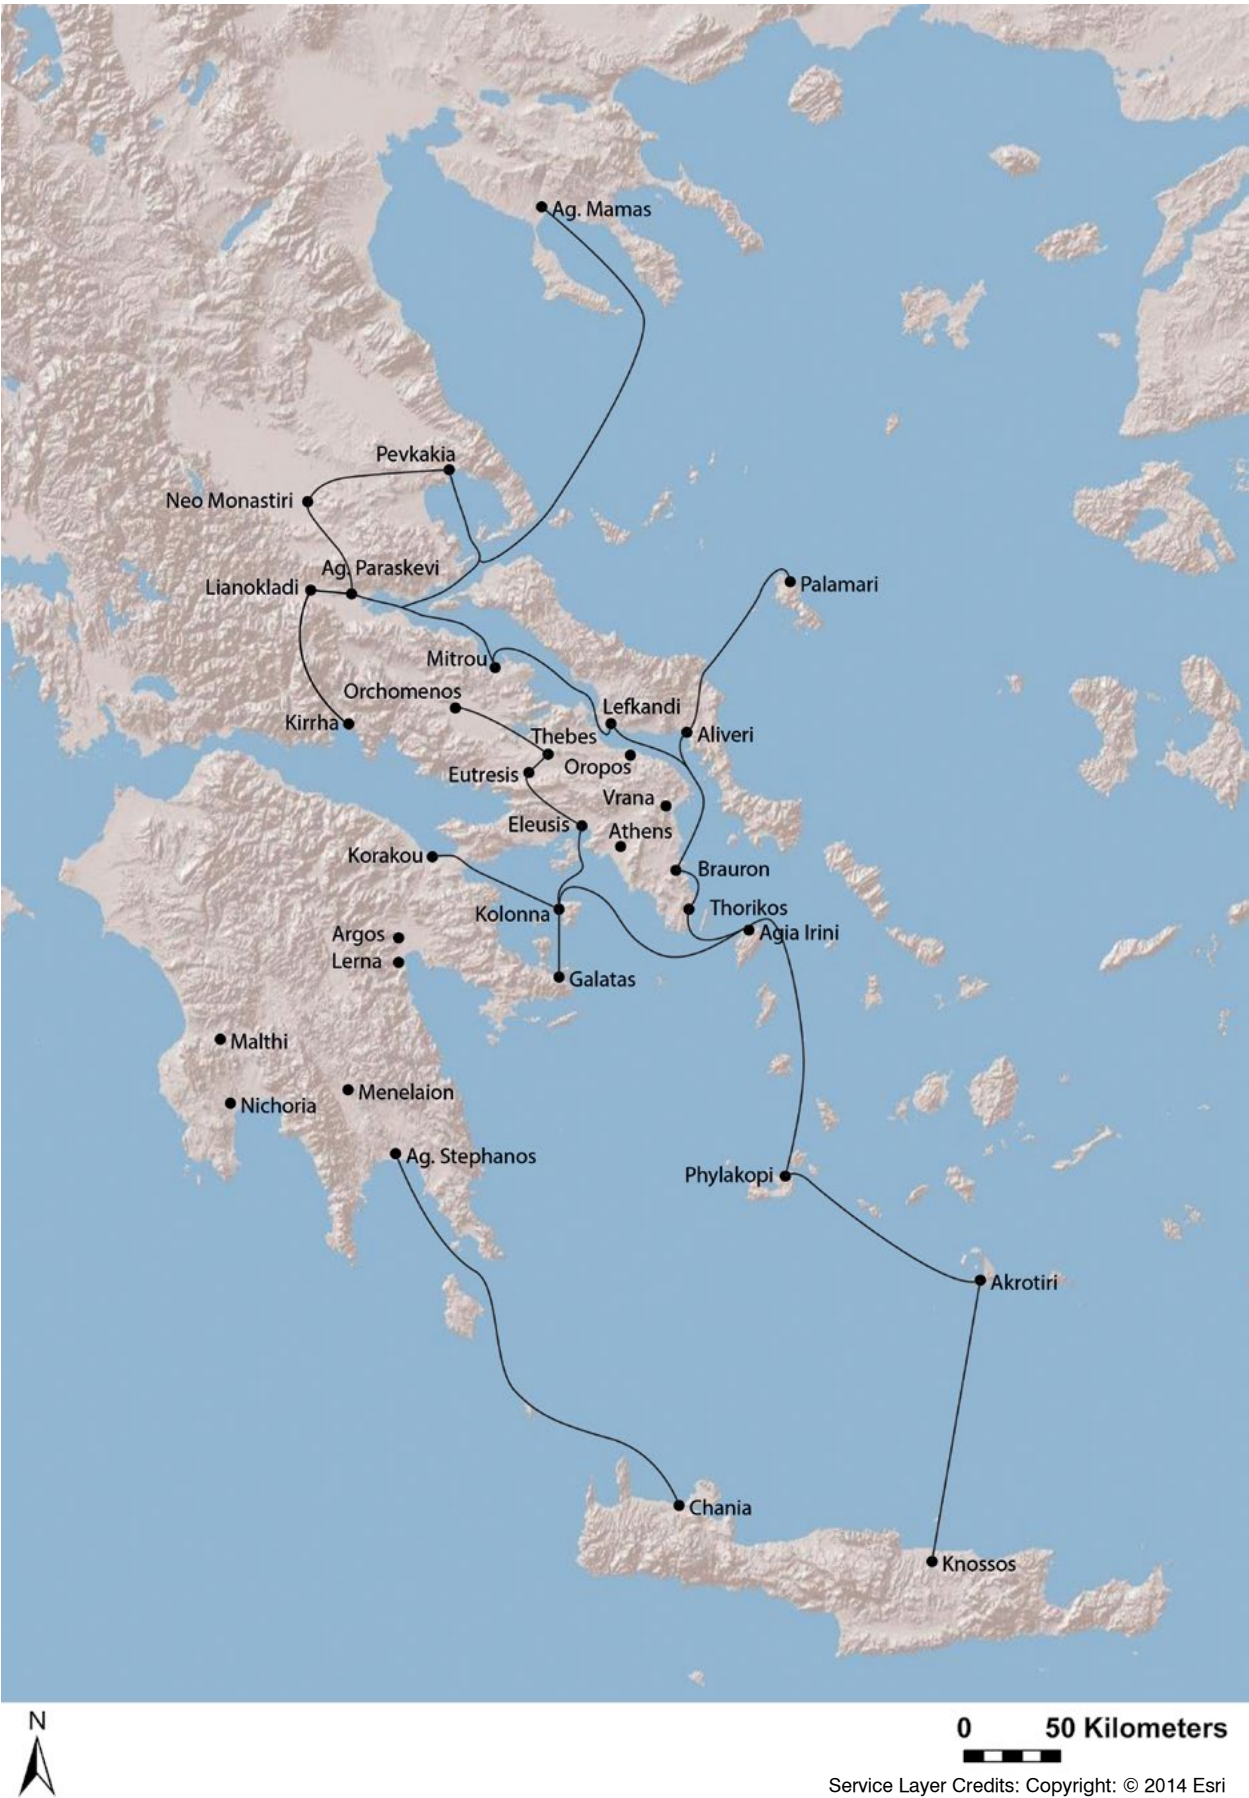 Ag. Mamas
Pevkakia
Neo Monastiri
Ag. Paraskevi
Lianokladi
Palamari
Mitrou
Orchomenos
Lefkandi
Kirrha
Thebes
Aliveri
Oropos
Eutresis
Vrana
Eleusis
Athens
Korakou
Brauron
Thorikos
Kolonna
Agia Irini
Argos
Lerna
Galatas
Malthi
Menelaion
Nichoria
Ag. Stephanos
Phylakopi
Akrotiri
Chania
Knossos
N
0 50 Kilometers
Service Layer Credits: Copyright: © 2014 Esri